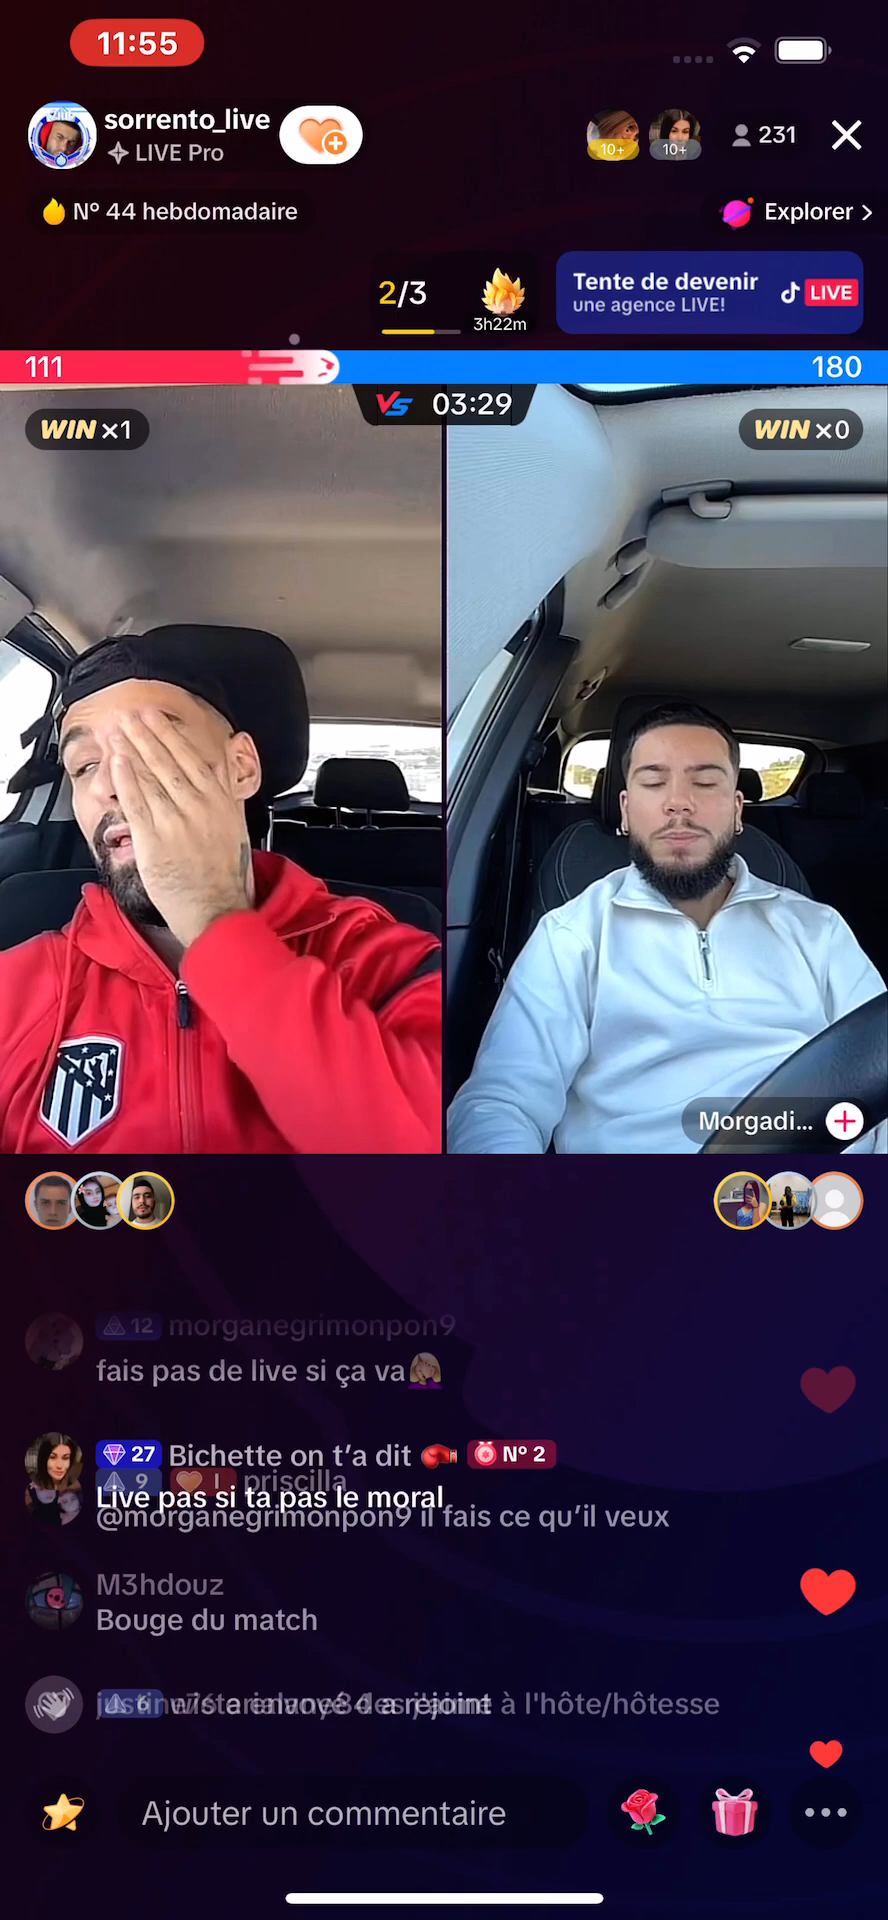 11:55
sorrento_live
LIVE Pro
10+
10+
231
N° 44 hebdomadaire
Explorer >
2/3
3h22m
Tente de devenir
une agence LIVE!
LIVE
111
180
VS 03:29
WIN x1
WIN x0
Morgadi...
12 morganegrimonpon9
fais pas de live si ça va
27 Bichette on t’a dit N° 2
9 priscilla
Live pas si ta pas le moral
@morganegrimonpon9 il fais ce qu’il veux
M3hdouz
Bouge du match
6
a rejoint
à l'hôte/hôtesse
Ajouter un commentaire